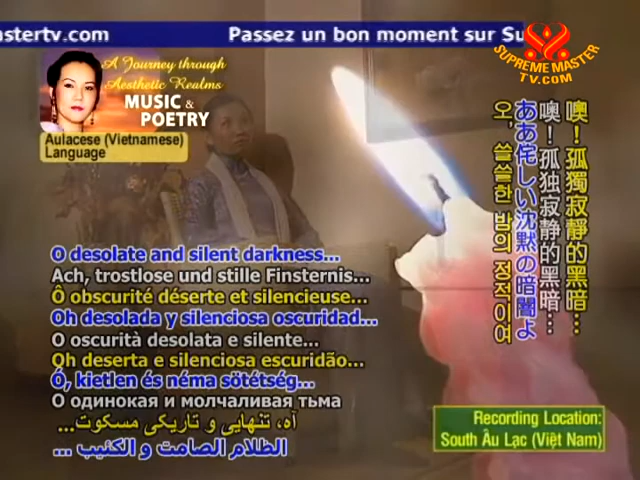 astertv.com
Passez un bon moment sur Su
SUPREME MASTER
TV.COM
A Journey through
Aesthetic Realms
MUSIC &
POETRY
Aulacese (Vietnamese)
Language
噢！孤獨寂靜的黑暗...
噢！孤独寂静的黑暗...
ああ侘しい沈黙の暗闇よ
오, 쓸쓸한 밤의 정적이여
O desolate and silent darkness...
Ach, trostlose und stille Finsternis...
Ô obscurité déserte et silencieuse...
Oh desolada y silenciosa oscuridad...
O oscurità desolata e silente...
Oh deserta e silenciosa escuridão...
Ó, kietlen és néma sötétség...
О одинокая и молчаливая тьма
آه، تنهایی و تاریکی مسکوت...
الظلام الصامت و الكئيب ...
Recording Location:
South Âu Lạc (Việt Nam)